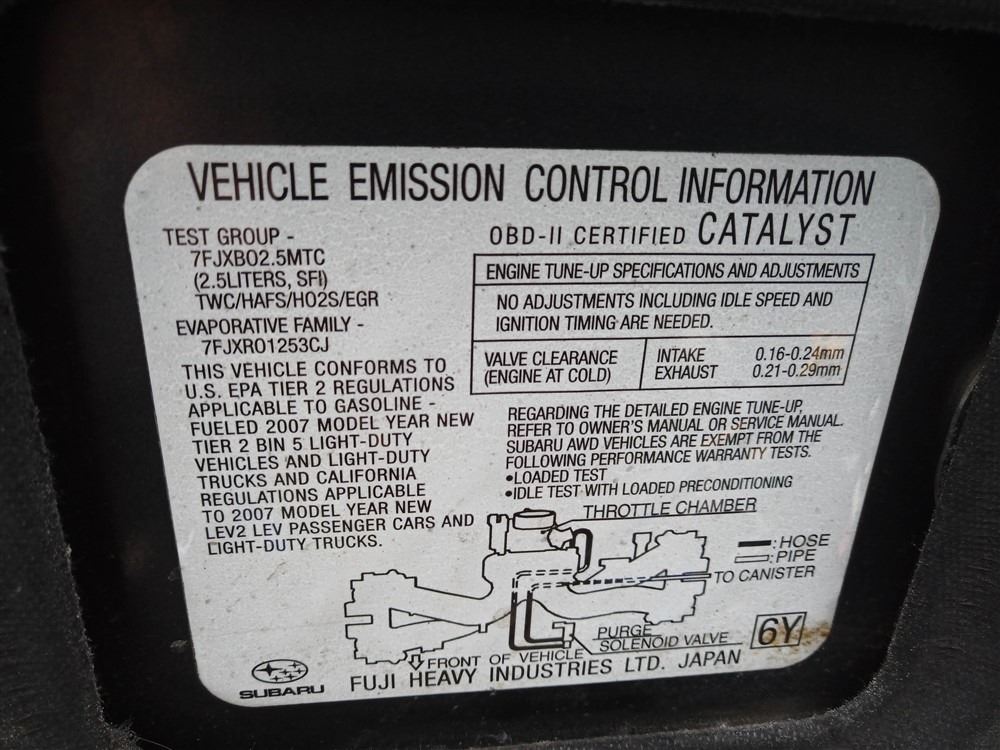 VEHICLE EMISSION CONTROL INFORMATION
OBD-II CERTIFIED CATALYST
TEST GROUP -
7FJXB02.5MTC
(2.5LITERS, SFI)
TWC/HAFS/HO2S/EGR
EVAPORATIVE FAMILY -
7FJXR01253CJ
THIS VEHICLE CONFORMS TO
U.S. EPA TIER 2 REGULATIONS
APPLICABLE TO GASOLINE -
FUELED 2007 MODEL YEAR NEW
TIER 2 BIN 5 LIGHT-DUTY
VEHICLES AND LIGHT-DUTY
TRUCKS AND CALIFORNIA
REGULATIONS APPLICABLE
TO 2007 MODEL YEAR NEW
LEV2 LEV PASSENGER CARS AND
LIGHT-DUTY TRUCKS.
ENGINE TUNE-UP SPECIFICATIONS AND ADJUSTMENTS
NO ADJUSTMENTS INCLUDING IDLE SPEED AND
IGNITION TIMING ARE NEEDED.
VALVE CLEARANCE
(ENGINE AT COLD)
INTAKE 0.16-0.24mm
EXHAUST 0.21-0.29mm
REGARDING THE DETAILED ENGINE TUNE-UP,
REFER TO OWNER'S MANUAL OR SERVICE MANUAL.
SUBARU AWD VEHICLES ARE EXEMPT FROM THE
FOLLOWING PERFORMANCE WARRANTY TESTS.
•LOADED TEST
•IDLE TEST WITH LOADED PRECONDITIONING
THROTTLE CHAMBER
:HOSE
:PIPE
TO CANISTER
PURGE
SOLENOID VALVE
6Y
FRONT OF VEHICLE
SUBARU
FUJI HEAVY INDUSTRIES LTD. JAPAN